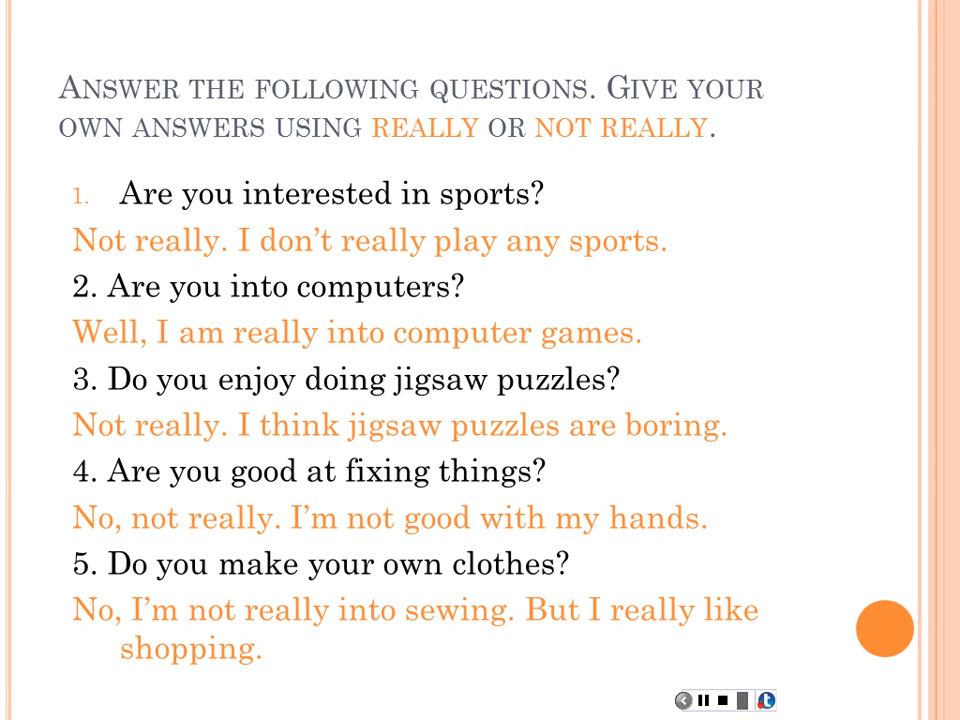 ANSWER THE FOLLOWING QUESTIONS. GIVE YOUR
OWN ANSWERS USING REALLY OR NOT REALLY.
1. Are you interested in sports?
Not really. I don’t really play any sports.
2. Are you into computers?
Well, I am really into computer games.
3. Do you enjoy doing jigsaw puzzles?
Not really. I think jigsaw puzzles are boring.
4. Are you good at fixing things?
No, not really. I’m not good with my hands.
5. Do you make your own clothes?
No, I’m not really into sewing. But I really like
shopping.
t